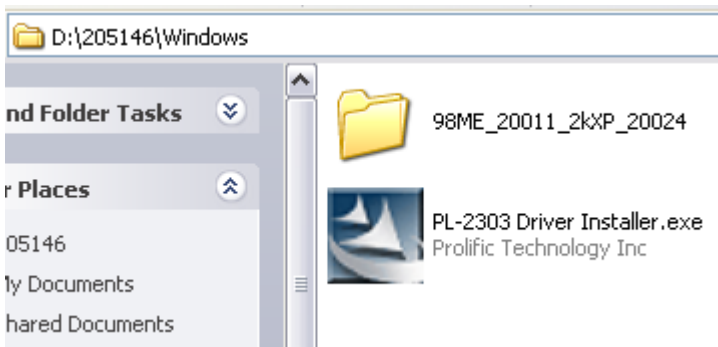 D:\205146\Windows
nd Folder Tasks
r Places
05146
My Documents
hared Documents
98ME_20011_2kXP_20024
PL-2303 Driver Installer.exe
Prolific Technology Inc